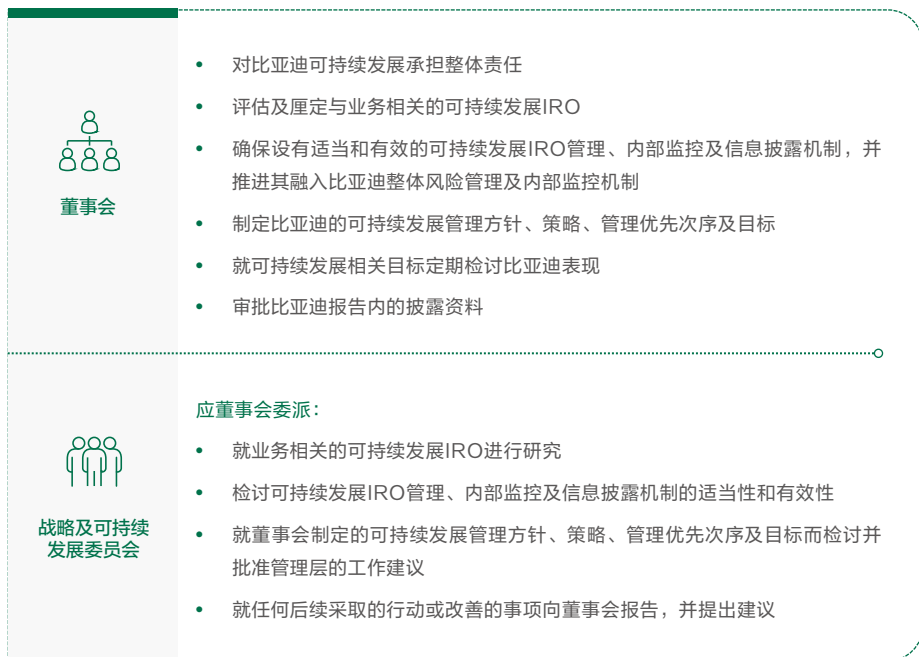 董事会
• 对比亚迪可持续发展承担整体责任
• 评估及厘定与业务相关的可持续发展IRO
• 确保设有适当和有效的可持续发展IRO管理、内部监控及信息披露机制，并
推进其融入比亚迪整体风险管理及内部监控机制
• 制定比亚迪的可持续发展管理方针、策略、管理优先次序及目标
• 就可持续发展相关目标定期检讨比亚迪表现
• 审批比亚迪报告内的披露资料
战略及可持续
发展委员会
应董事会委派：
• 就业务相关的可持续发展IRO进行研究
• 检讨可持续发展IRO管理、内部监控及信息披露机制的适当性和有效性
• 就董事会制定的可持续发展管理方针、策略、管理优先次序及目标而检讨并
批准管理层的工作建议
• 就任何后续采取的行动或改善的事项向董事会报告，并提出建议